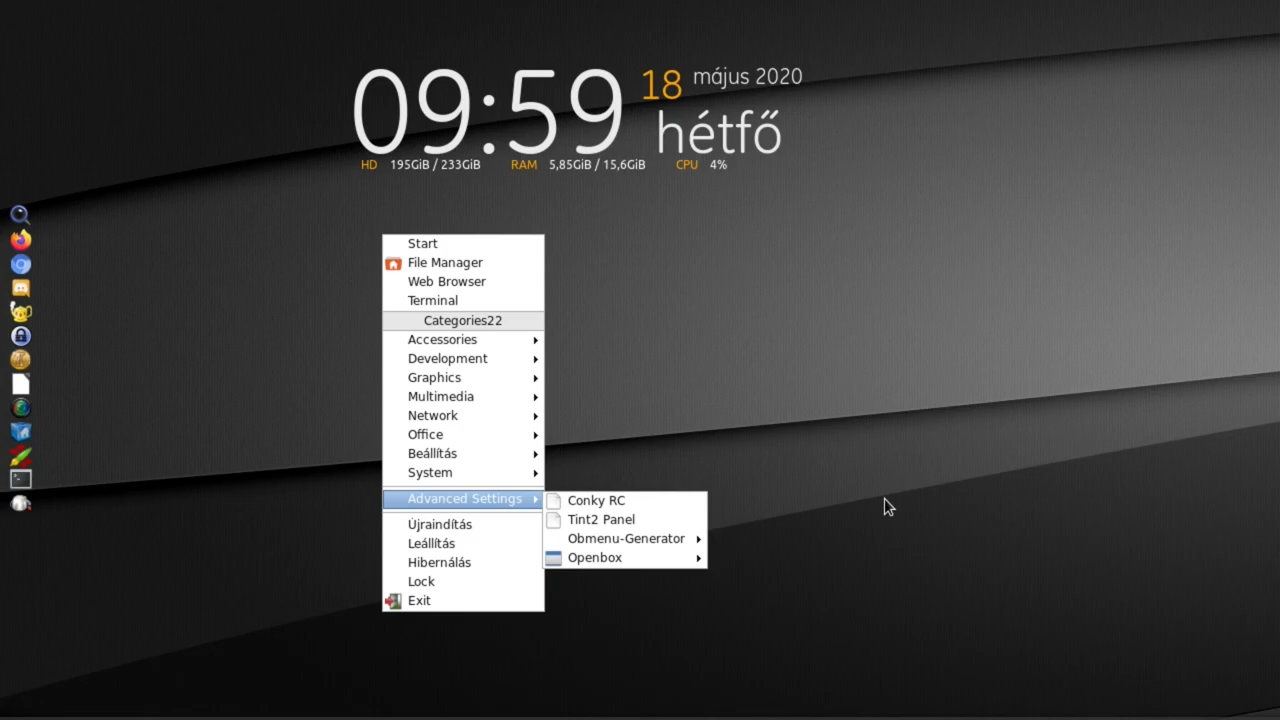 09:59 18 május 2020
hétfő
HD 195GiB / 233GiB RAM 5,85GiB / 15,6GiB CPU 4%
Start
File Manager
Web Browser
Terminal
Categories22
Accessories
Development
Graphics
Multimedia
Network
Office
Beállítás
System
Advanced Settings
Conky RC
Tint2 Panel
Obmenu-Generator
Openbox
Újraindítás
Leállítás
Hibernálás
Lock
Exit